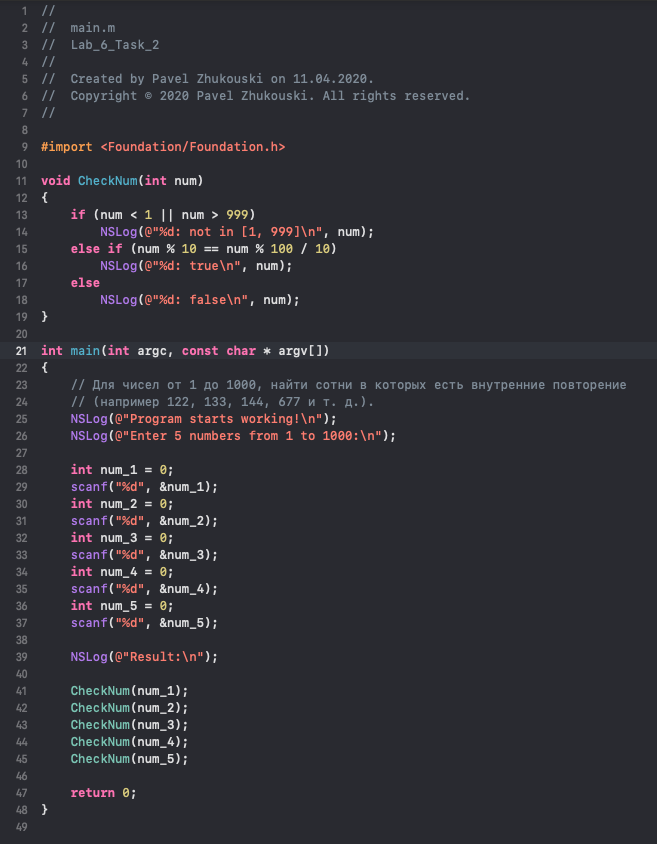 1 //
2 //  main.m
3 //  Lab_6_Task_2
4 //
5 //  Created by Pavel Zhukouski on 11.04.2020.
6 //  Copyright © 2020 Pavel Zhukouski. All rights reserved.
7 //
8
9 #import <Foundation/Foundation.h>
10
11 void CheckNum(int num)
12 {
13     if (num < 1 || num > 999)
14         NSLog(@"%d: not in [1, 999]\n", num);
15     else if (num % 10 == num % 100 / 10)
16         NSLog(@"%d: true\n", num);
17     else
18         NSLog(@"%d: false\n", num);
19 }
20
21 int main(int argc, const char * argv[])
22 {
23     // Для чисел от 1 до 1000, найти сотни в которых есть внутренние повторение
24     // (например 122, 133, 144, 677 и т. д.).
25     NSLog(@"Program starts working!\n");
26     NSLog(@"Enter 5 numbers from 1 to 1000:\n");
27
28     int num_1 = 0;
29     scanf("%d", &num_1);
30     int num_2 = 0;
31     scanf("%d", &num_2);
32     int num_3 = 0;
33     scanf("%d", &num_3);
34     int num_4 = 0;
35     scanf("%d", &num_4);
36     int num_5 = 0;
37     scanf("%d", &num_5);
38
39     NSLog(@"Result:\n");
40
41     CheckNum(num_1);
42     CheckNum(num_2);
43     CheckNum(num_3);
44     CheckNum(num_4);
45     CheckNum(num_5);
46
47     return 0;
48 }
49